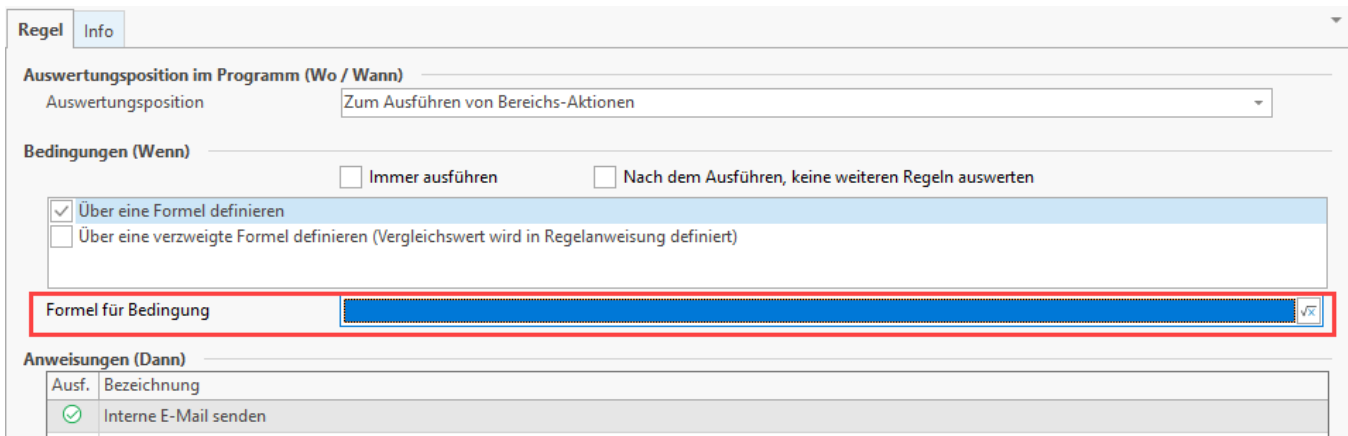 Regel Info
Auswertungsposition im Programm (Wo / Wann)
Auswertungsposition Zum Ausführen von Bereichs-Aktionen
Bedingungen (Wenn)
Immer ausführen Nach dem Ausführen, keine weiteren Regeln auswerten
Über eine Formel definieren
Über eine verzweigte Formel definieren (Vergleichswert wird in Regelanweisung definiert)
Formel für Bedingung √x
Anweisungen (Dann)
Ausf. Bezeichnung
Interne E-Mail senden